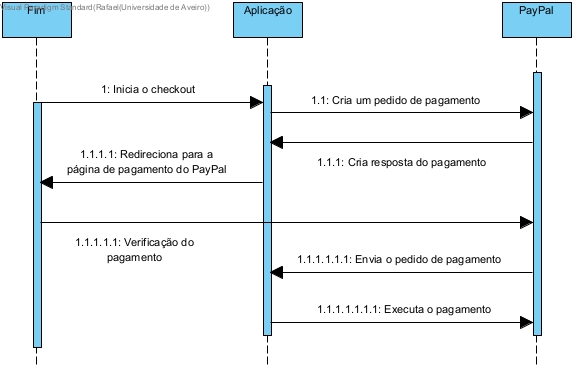 Visual Paradigm Standard(Rafael(Universidade de Aveiro))
Fim
Aplicação
PayPal
1: Inicia o checkout
1.1: Cria um pedido de pagamento
1.1.1: Cria resposta do pagamento
1.1.1.1: Redireciona para a
página de pagamento do PayPal
1.1.1.1.1: Verificação do
pagamento
1.1.1.1.1.1: Envia o pedido de pagamento
1.1.1.1.1.1.1: Executa o pagamento